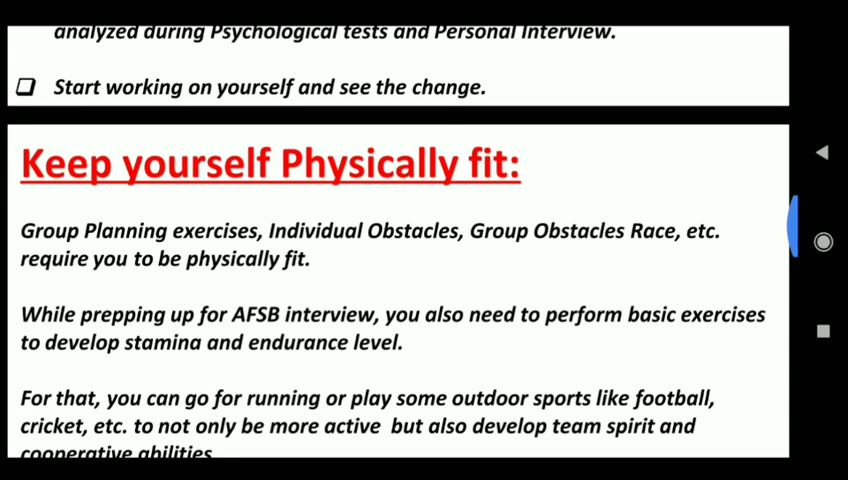 analyzed during Psychological tests and Personal Interview.
Start working on yourself and see the change.
Keep yourself Physically fit:
Group Planning exercises, Individual Obstacles, Group Obstacles Race, etc.
require you to be physically fit.
While prepping up for AFSB interview, you also need to perform basic exercises
to develop stamina and endurance level.
For that, you can go for running or play some outdoor sports like football,
cricket, etc. to not only be more active but also develop team spirit and
cooperative abilities